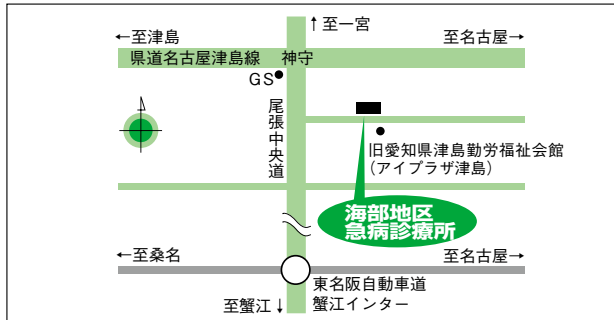 ↑至一宮
←至津島
至名古屋→
県道名古屋津島線 神守
GS
尾張中央道
旧愛知県津島勤労福祉会館
(アイプラザ津島)
海部地区
急病診療所
←至桑名
至名古屋→
東名阪自動車道
蟹江インター
至蟹江↓